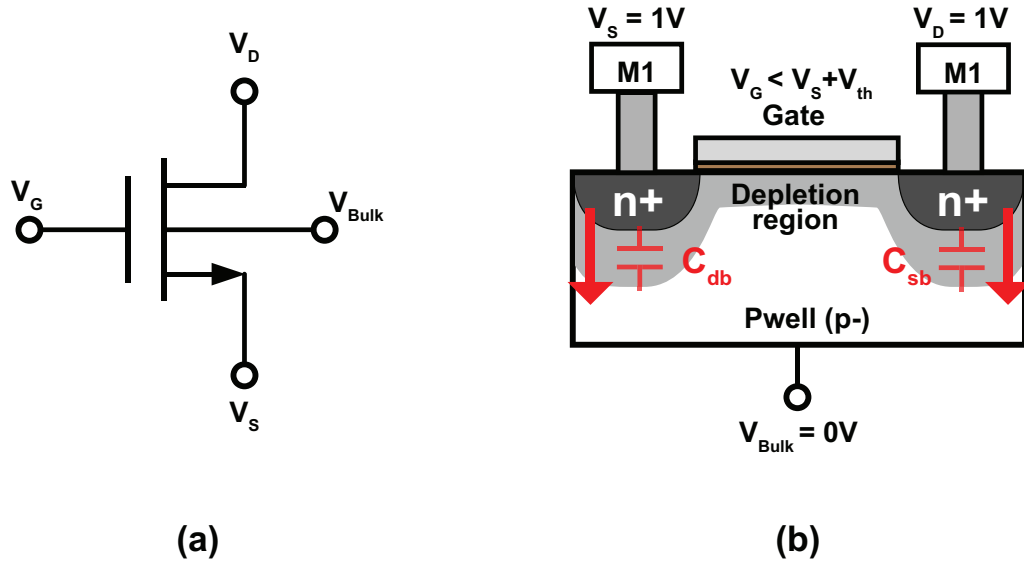 V_D
V_G
V_Bulk
V_S
(a)
V_S = 1V
V_D = 1V
M1
M1
V_G < V_S+V_th
Gate
n+
Depletion
region
n+
C_db
C_sb
Pwell (p-)
V_Bulk = 0V
(b)